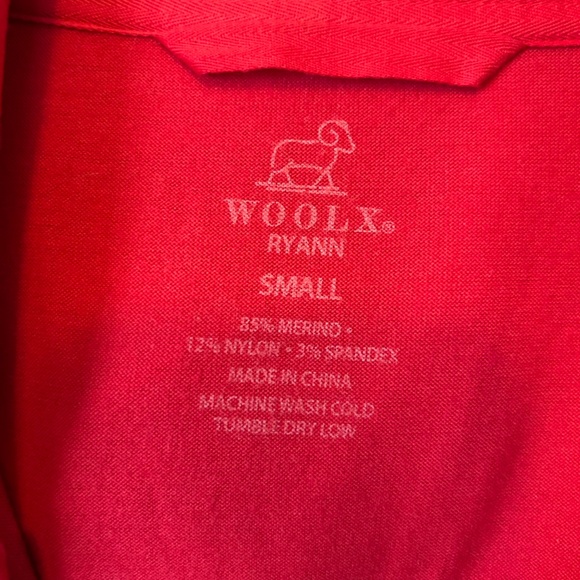 WOOLX®
RYANN
SMALL
85% MERINO •
12% NYLON • 3% SPANDEX
MADE IN CHINA
MACHINE WASH COLD
TUMBLE DRY LOW